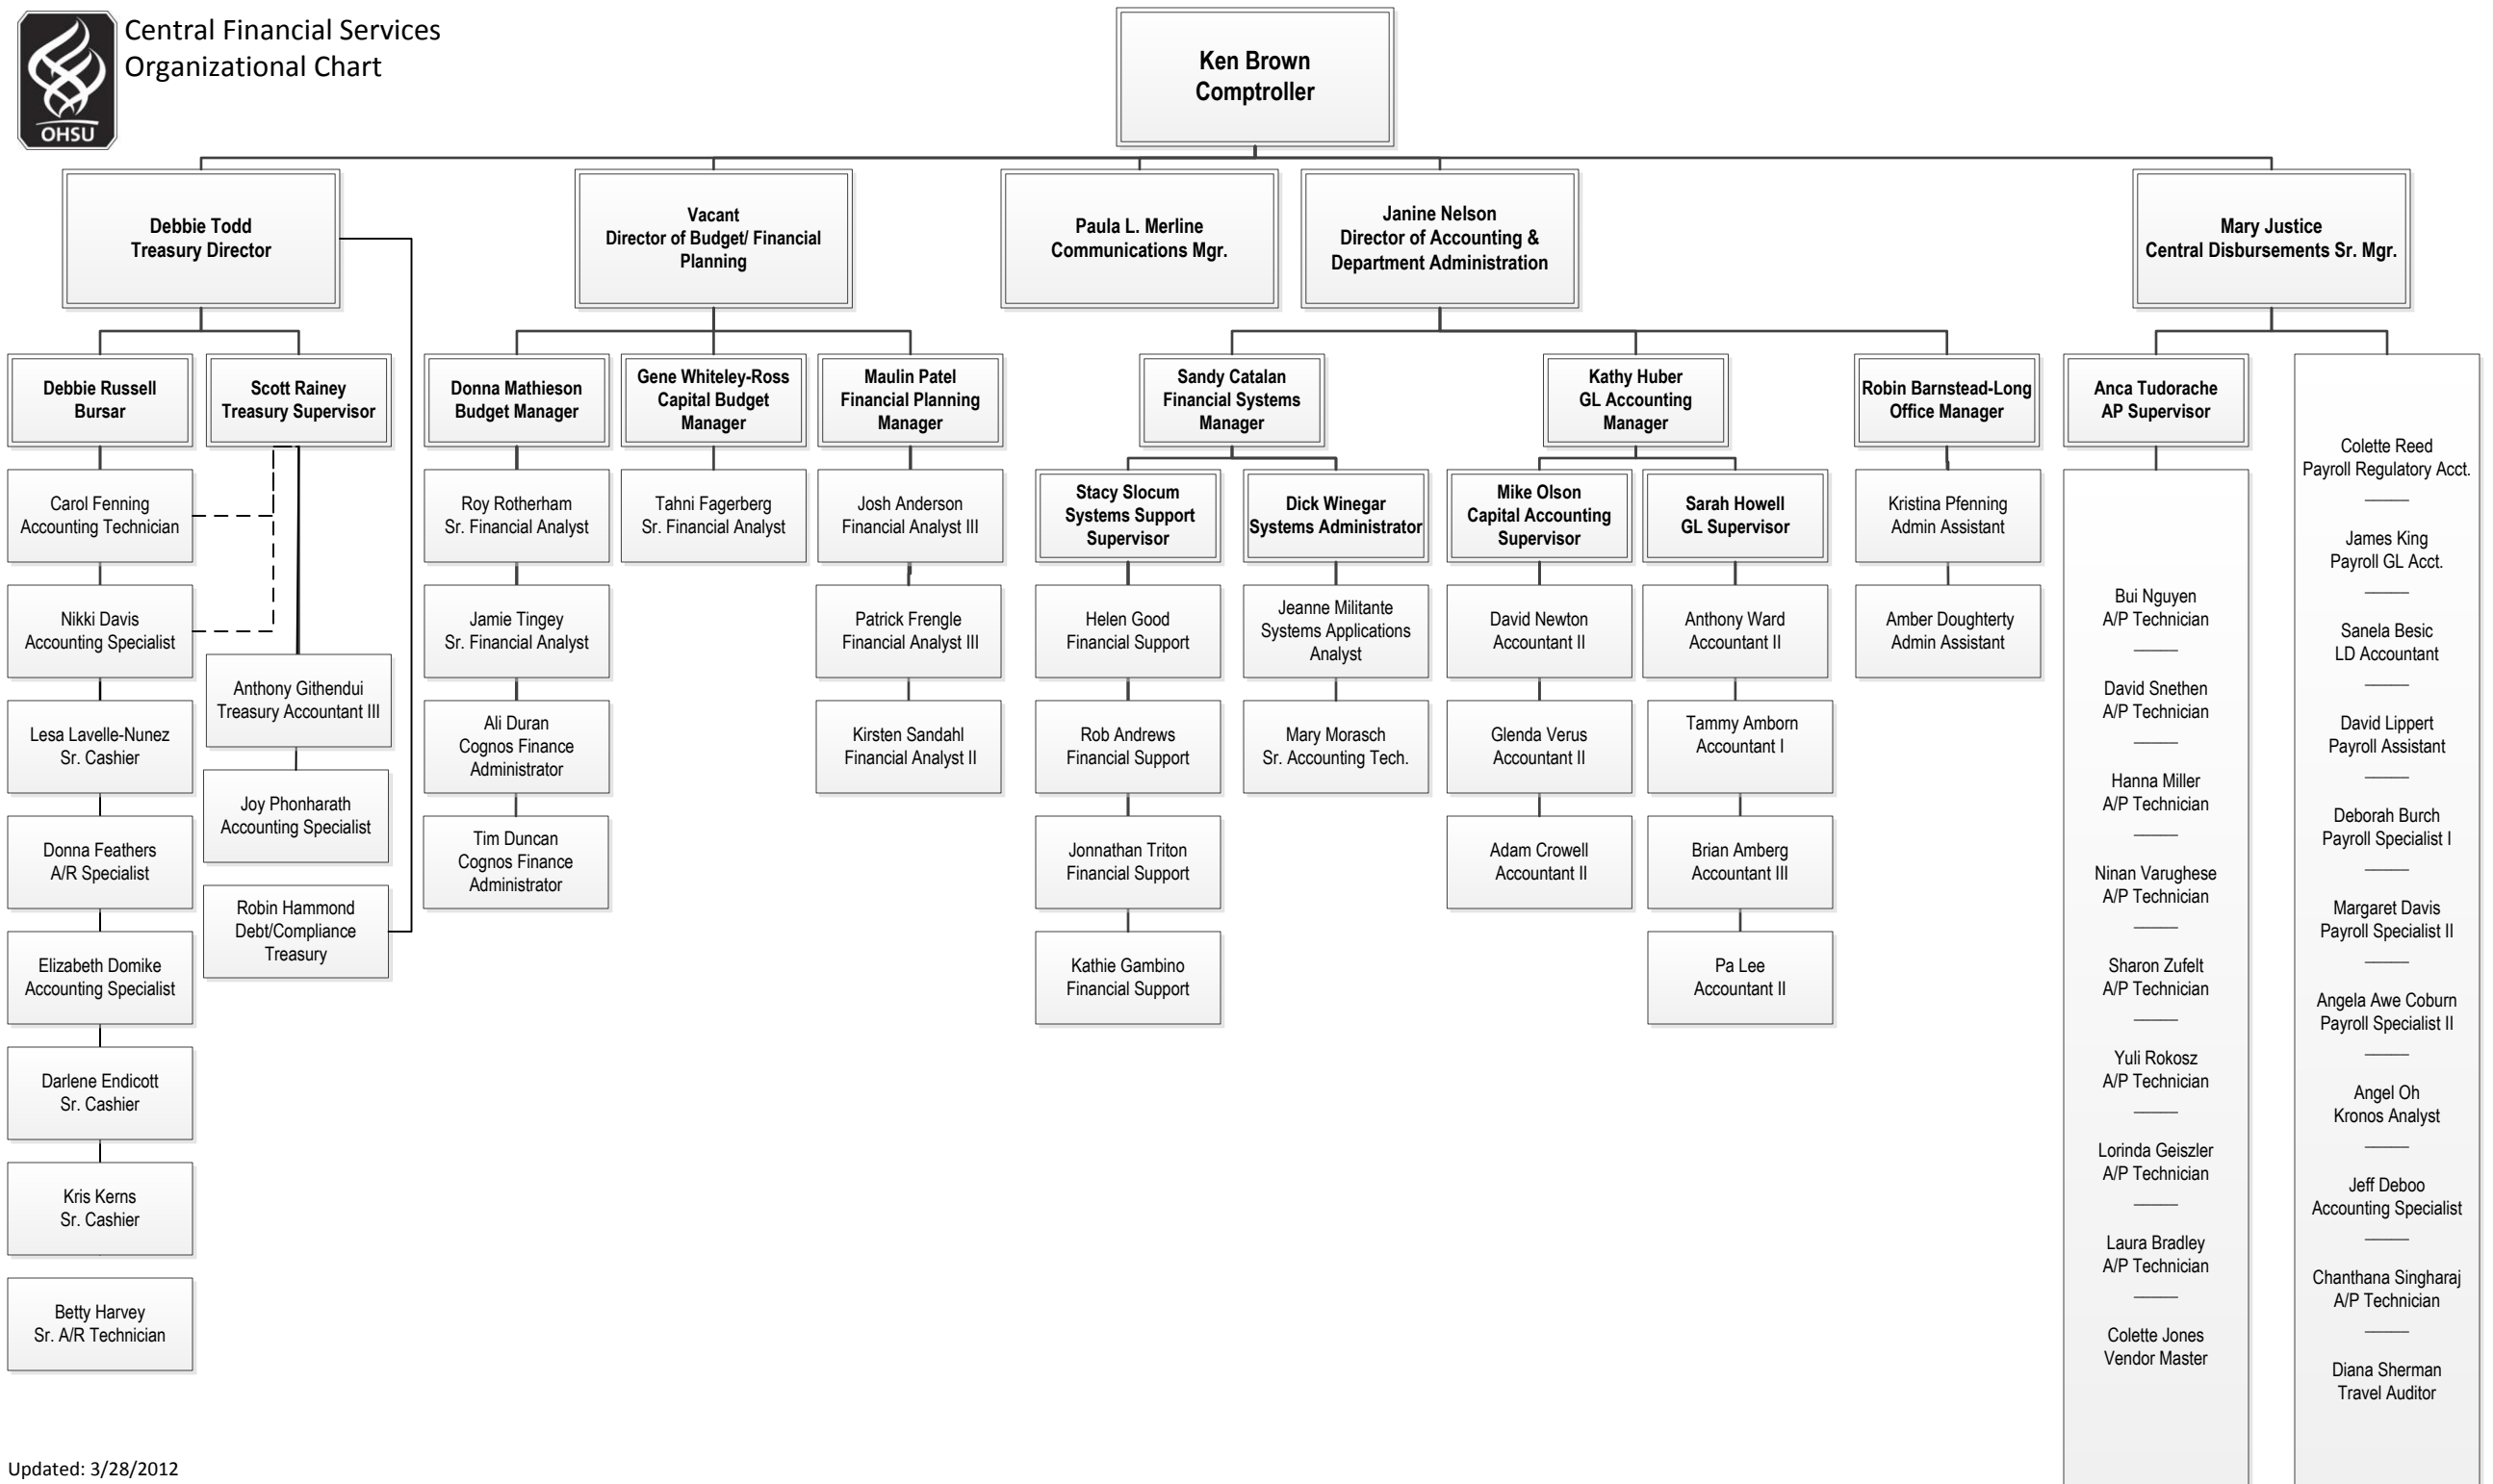 Central Financial Services
Organizational Chart
OHSU
Ken Brown
Comptroller
Debbie Todd
Treasury Director
Vacant
Director of Budget/ Financial
Planning
Paula L. Merline
Communications Mgr.
Janine Nelson
Director of Accounting &
Department Administration
Mary Justice
Central Disbursements Sr. Mgr.
Debbie Russell
Bursar
Scott Rainey
Treasury Supervisor
Donna Mathieson
Budget Manager
Gene Whiteley-Ross
Capital Budget
Manager
Maulin Patel
Financial Planning
Manager
Sandy Catalan
Financial Systems
Manager
Kathy Huber
GL Accounting
Manager
Robin Barnstead-Long
Office Manager
Anca Tudorache
AP Supervisor
Carol Fenning
Accounting Technician
Nikki Davis
Accounting Specialist
Lesa Lavelle-Nunez
Sr. Cashier
Donna Feathers
A/R Specialist
Elizabeth Domike
Accounting Specialist
Darlene Endicott
Sr. Cashier
Kris Kerns
Sr. Cashier
Betty Harvey
Sr. A/R Technician
Anthony Githendui
Treasury Accountant III
Joy Phonharath
Accounting Specialist
Robin Hammond
Debt/Compliance
Treasury
Roy Rotherham
Sr. Financial Analyst
Jamie Tingey
Sr. Financial Analyst
Ali Duran
Cognos Finance
Administrator
Tim Duncan
Cognos Finance
Administrator
Tahni Fagerberg
Sr. Financial Analyst
Josh Anderson
Financial Analyst III
Patrick Frengle
Financial Analyst III
Kirsten Sandahl
Financial Analyst II
Stacy Slocum
Systems Support
Supervisor
Helen Good
Financial Support
Rob Andrews
Financial Support
Jonnathan Triton
Financial Support
Kathie Gambino
Financial Support
Dick Winegar
Systems Administrator
Jeanne Militante
Systems Applications
Analyst
Mary Morasch
Sr. Accounting Tech.
Mike Olson
Capital Accounting
Supervisor
David Newton
Accountant II
Glenda Verus
Accountant II
Adam Crowell
Accountant II
Sarah Howell
GL Supervisor
Anthony Ward
Accountant II
Tammy Amborn
Accountant I
Brian Amberg
Accountant III
Pa Lee
Accountant II
Kristina Pfenning
Admin Assistant
Amber Doughterty
Admin Assistant
Bui Nguyen
A/P Technician
David Snethen
A/P Technician
Hanna Miller
A/P Technician
Ninan Varughese
A/P Technician
Sharon Zufelt
A/P Technician
Yuli Rokosz
A/P Technician
Lorinda Geiszler
A/P Technician
Laura Bradley
A/P Technician
Colette Jones
Vendor Master
Colette Reed
Payroll Regulatory Acct.
James King
Payroll GL Acct.
Sanela Besic
LD Accountant
David Lippert
Payroll Assistant
Deborah Burch
Payroll Specialist I
Margaret Davis
Payroll Specialist II
Angela Awe Coburn
Payroll Specialist II
Angel Oh
Kronos Analyst
Jeff Deboo
Accounting Specialist
Chanthana Singharaj
A/P Technician
Diana Sherman
Travel Auditor
Updated: 3/28/2012